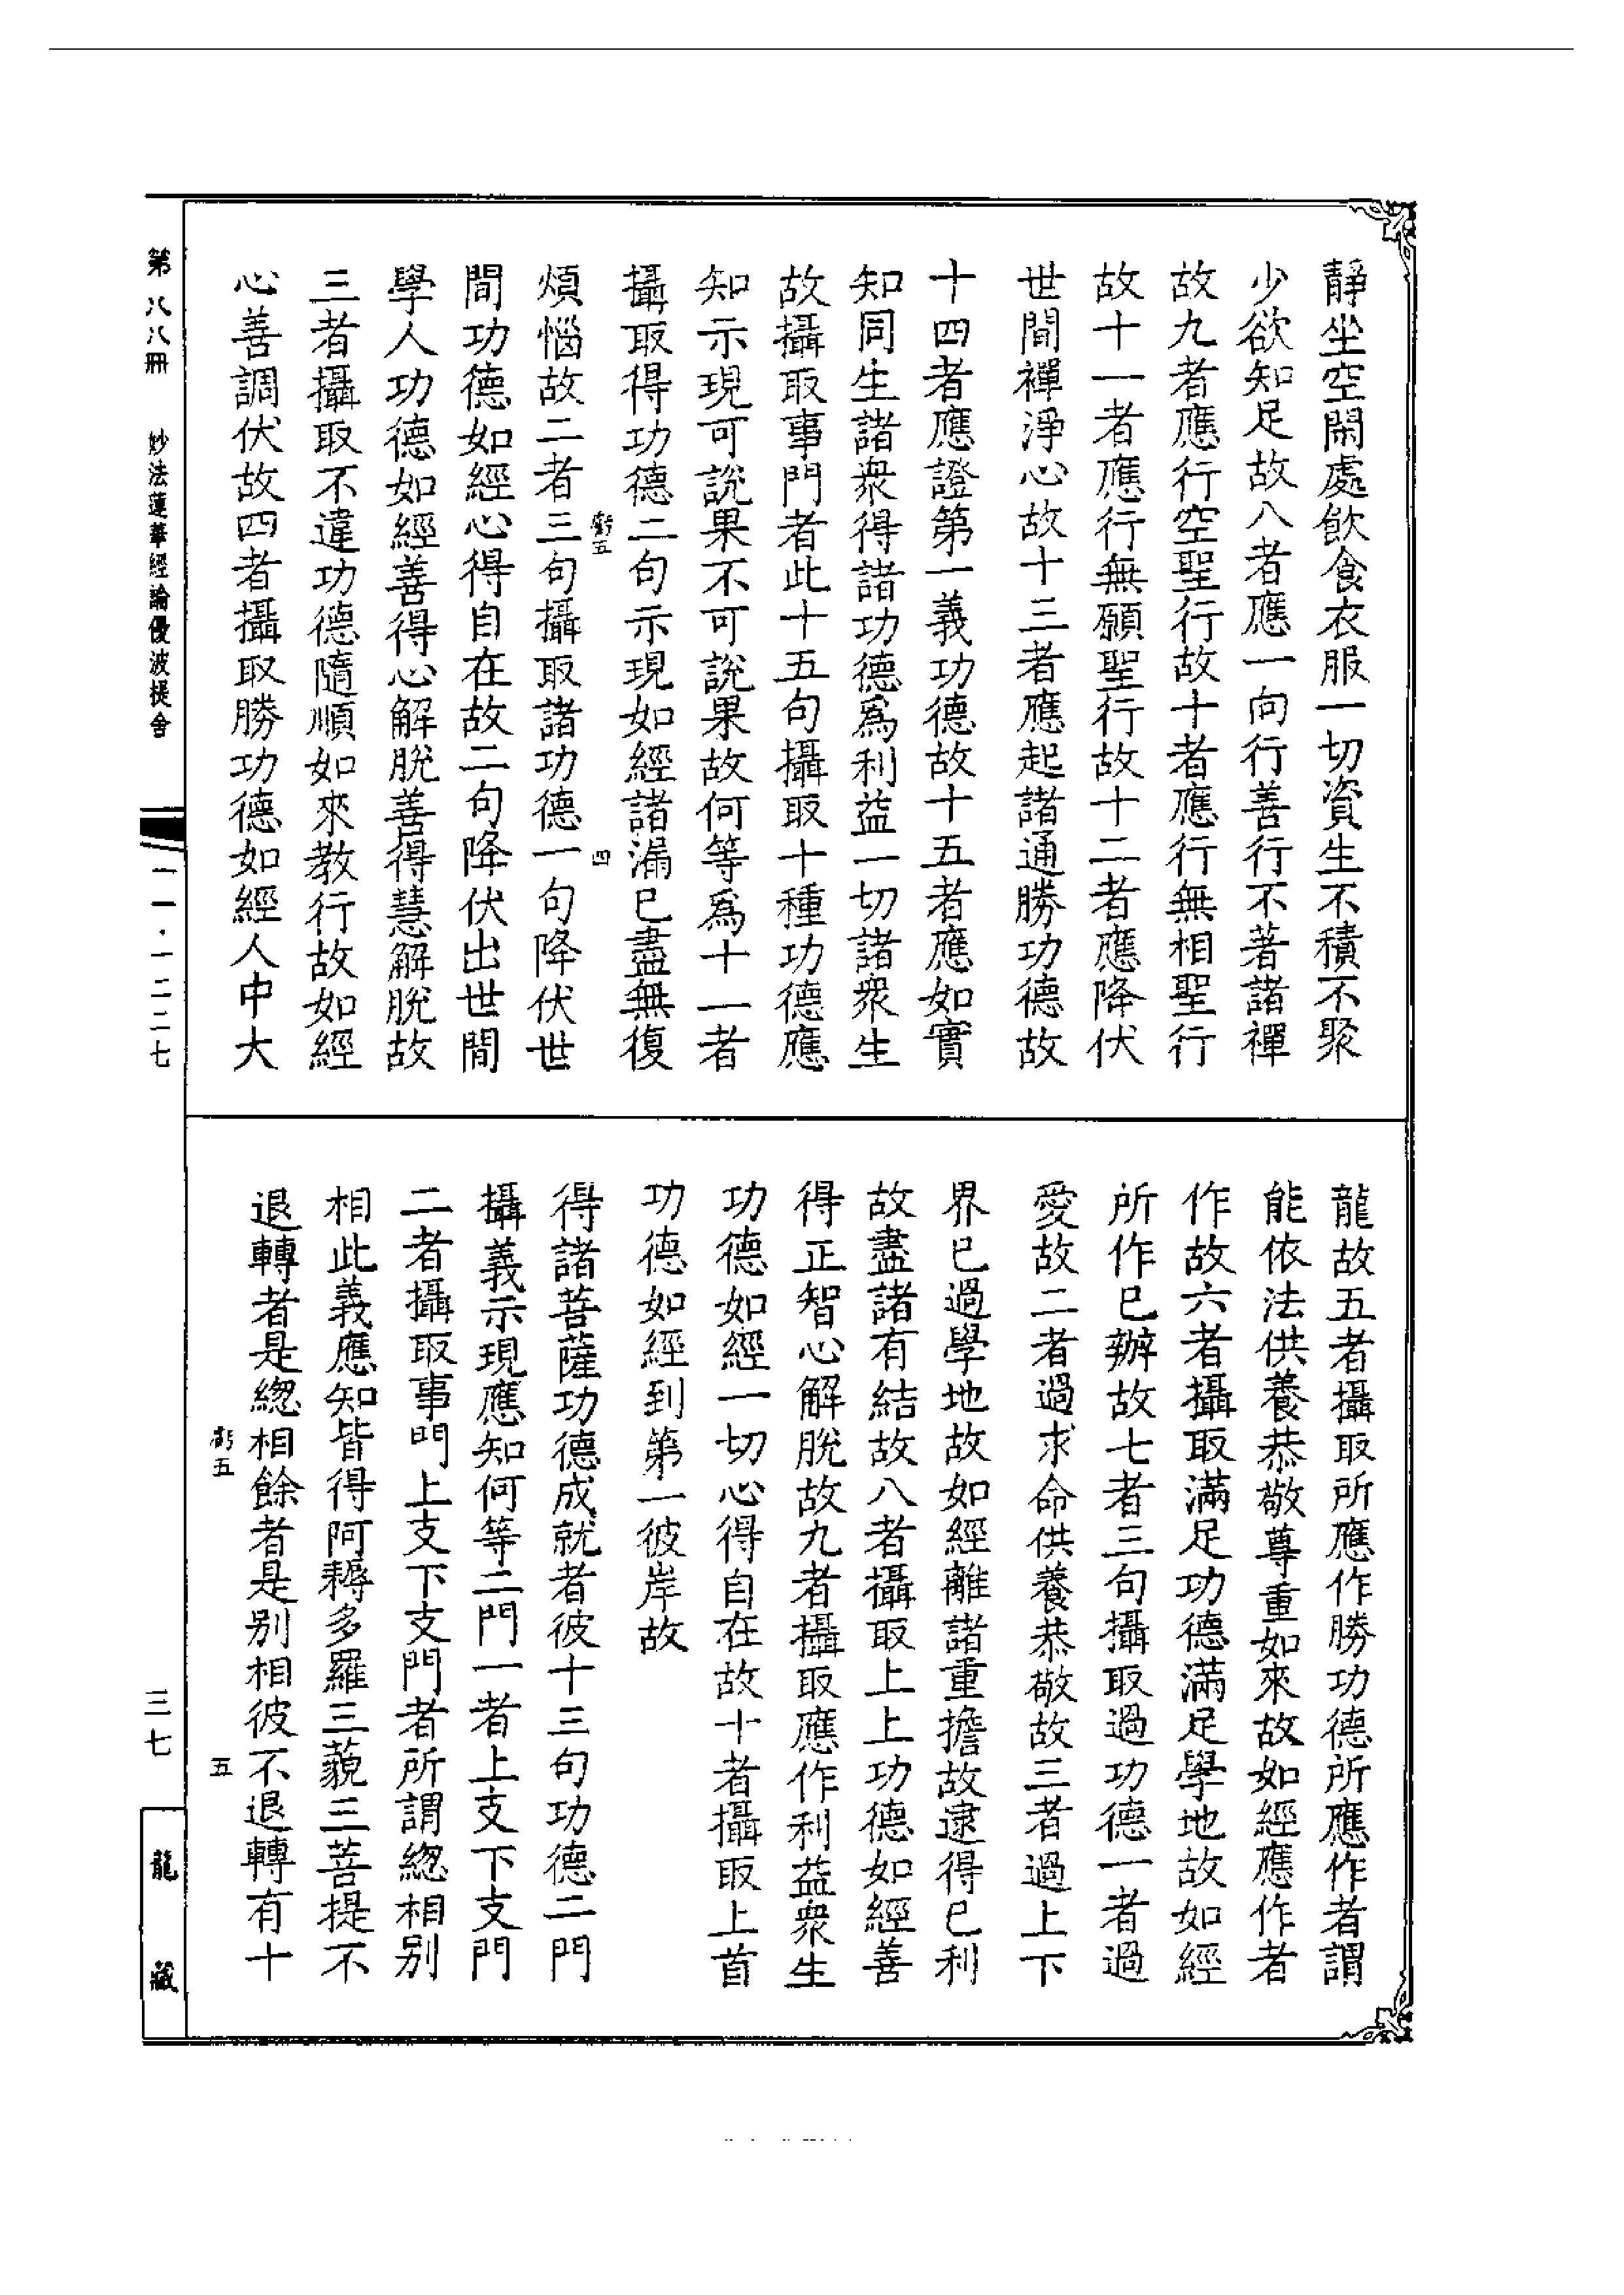 靜坐空閑處飲食衣服一切資生不積不聚
少欲知足故八者應一向行善行不著諸禪
故九者應行空聖行故十者應行無相聖行
故十一者應行無願聖行故十二者應降伏
世間禪淨心故十三者應起諸通勝功德故
十四者應證第一義功德故十五者應如實
知同生諸衆得諸功德爲利益一切諸衆生
故攝取事門者此十五句攝取十種功德應
知示現可說果不可說果故何等爲十一者
攝取得功德二句示現如經諸漏已盡無復
虧五
四
煩惱故二者三句攝取諸功德一句降伏世
間功德如經心得自在故二句降伏出世間
學人功德如經善得心解脫善得慧解脫故
三者攝取不違功德隨順如來教行故如經
心善調伏故四者攝取勝功德如經人中大
龍故五者攝取所應作勝功德所應作者謂
能依法供養恭敬尊重如來故如經應作者
作故六者攝取滿足功德滿足學地故如經
所作已辦故七者三句攝取過功德一者過
愛故二者過求命供養恭敬故三者過上下
界已過學地故如經離諸重擔故逮得已利
故盡諸有結故八者攝取上上功德如經善
得正智心解脫故九者攝取應作利益衆生
功德如經一切心得自在故十者攝取上首
功德如經到第一彼岸故
得諸菩薩功德成就者彼十三句功德二門
攝義示現應知何等二門一者上支下支門
二者攝取事門上支下支門者所謂緫相別
相此義應知皆得阿耨多羅三藐三菩提不
退轉者是緫相餘者是别相彼不退轉有十
虧五
五
第八八冊
妙法蓮華經論優波提舍
一一·一二二七
三七
龍藏